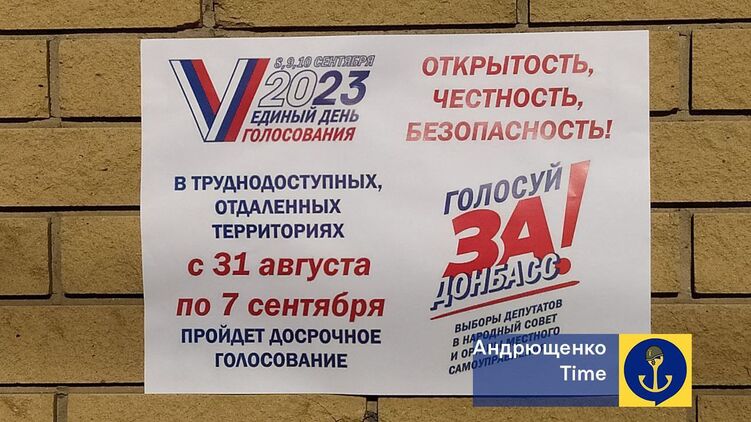 8,9,10 СЕНТЯБРЯ
2023
ЕДИНЫЙ ДЕНЬ
ГОЛОСОВАНИЯ
В ТРУДНОДОСТУПНЫХ,
ОТДАЛЕННЫХ
ТЕРРИТОРИЯХ
с 31 августа
по 7 сентября
ПРОЙДЕТ ДОСРОЧНОЕ
ГОЛОСОВАНИЕ
ОТКРЫТОСТЬ,
ЧЕСТНОСТЬ,
БЕЗОПАСНОСТЬ!
ГОЛОСУЙ
ЗА!
ДОНБАСС
ВЫБОРЫ ДЕПУТАТОВ
В НАРОДНЫЙ СОВЕТ
И МЕСТНОГО
Андрющенко
Time